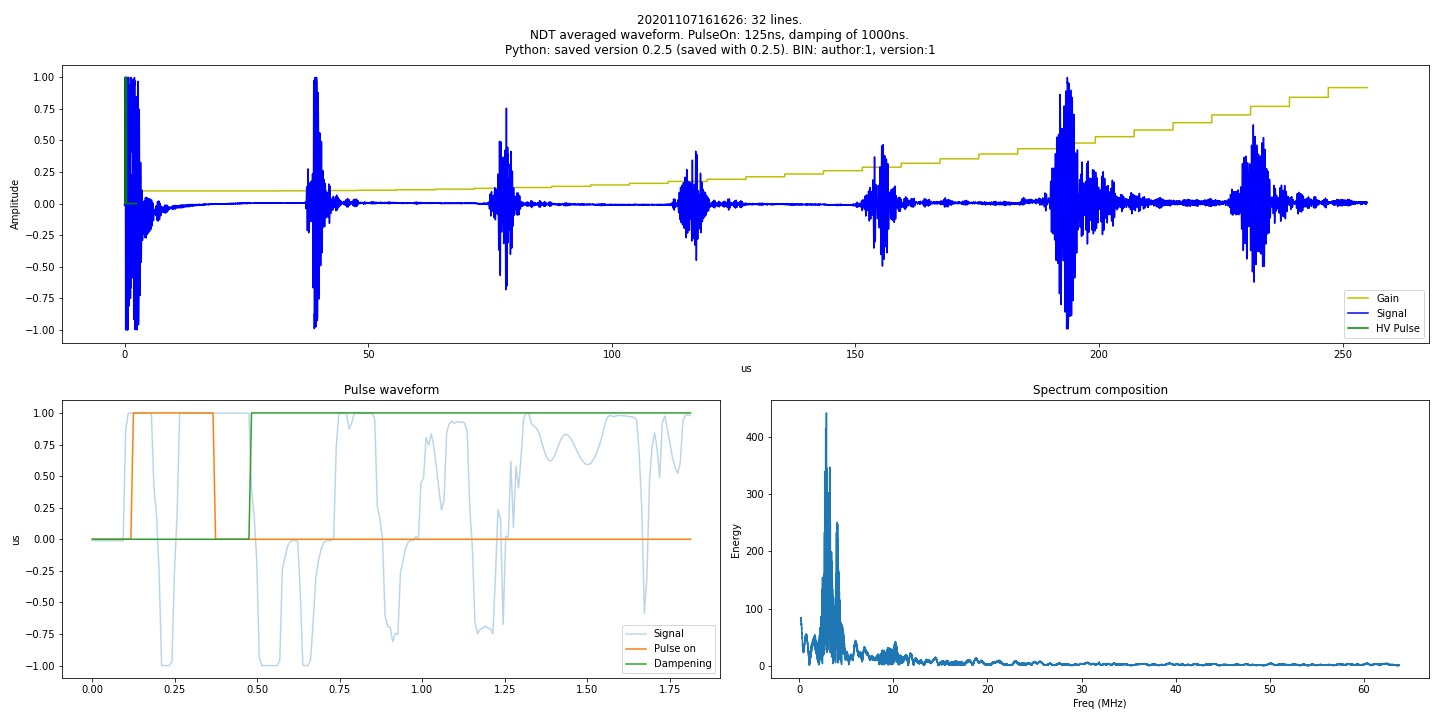 20201107161626: 32 lines.
NDT averaged waveform. PulseOn: 125ns, damping of 1000ns.
Python: saved version 0.2.5 (saved with 0.2.5). BIN: author:1, version:1
Amplitude
1.00
0.75
0.50
0.25
0.00
−0.25
−0.50
−0.75
−1.00
Gain
Signal
HV Pulse
0 50 100 150 200 250
us
Pulse waveform
us
1.00
0.75
0.50
0.25
0.00
−0.25
−0.50
−0.75
−1.00
Signal
Pulse on
Dampening
0.00 0.25 0.50 0.75 1.00 1.25 1.50 1.75
Spectrum composition
Energy
400
300
200
100
0
0 10 20 30 40 50 60
Freq (MHz)